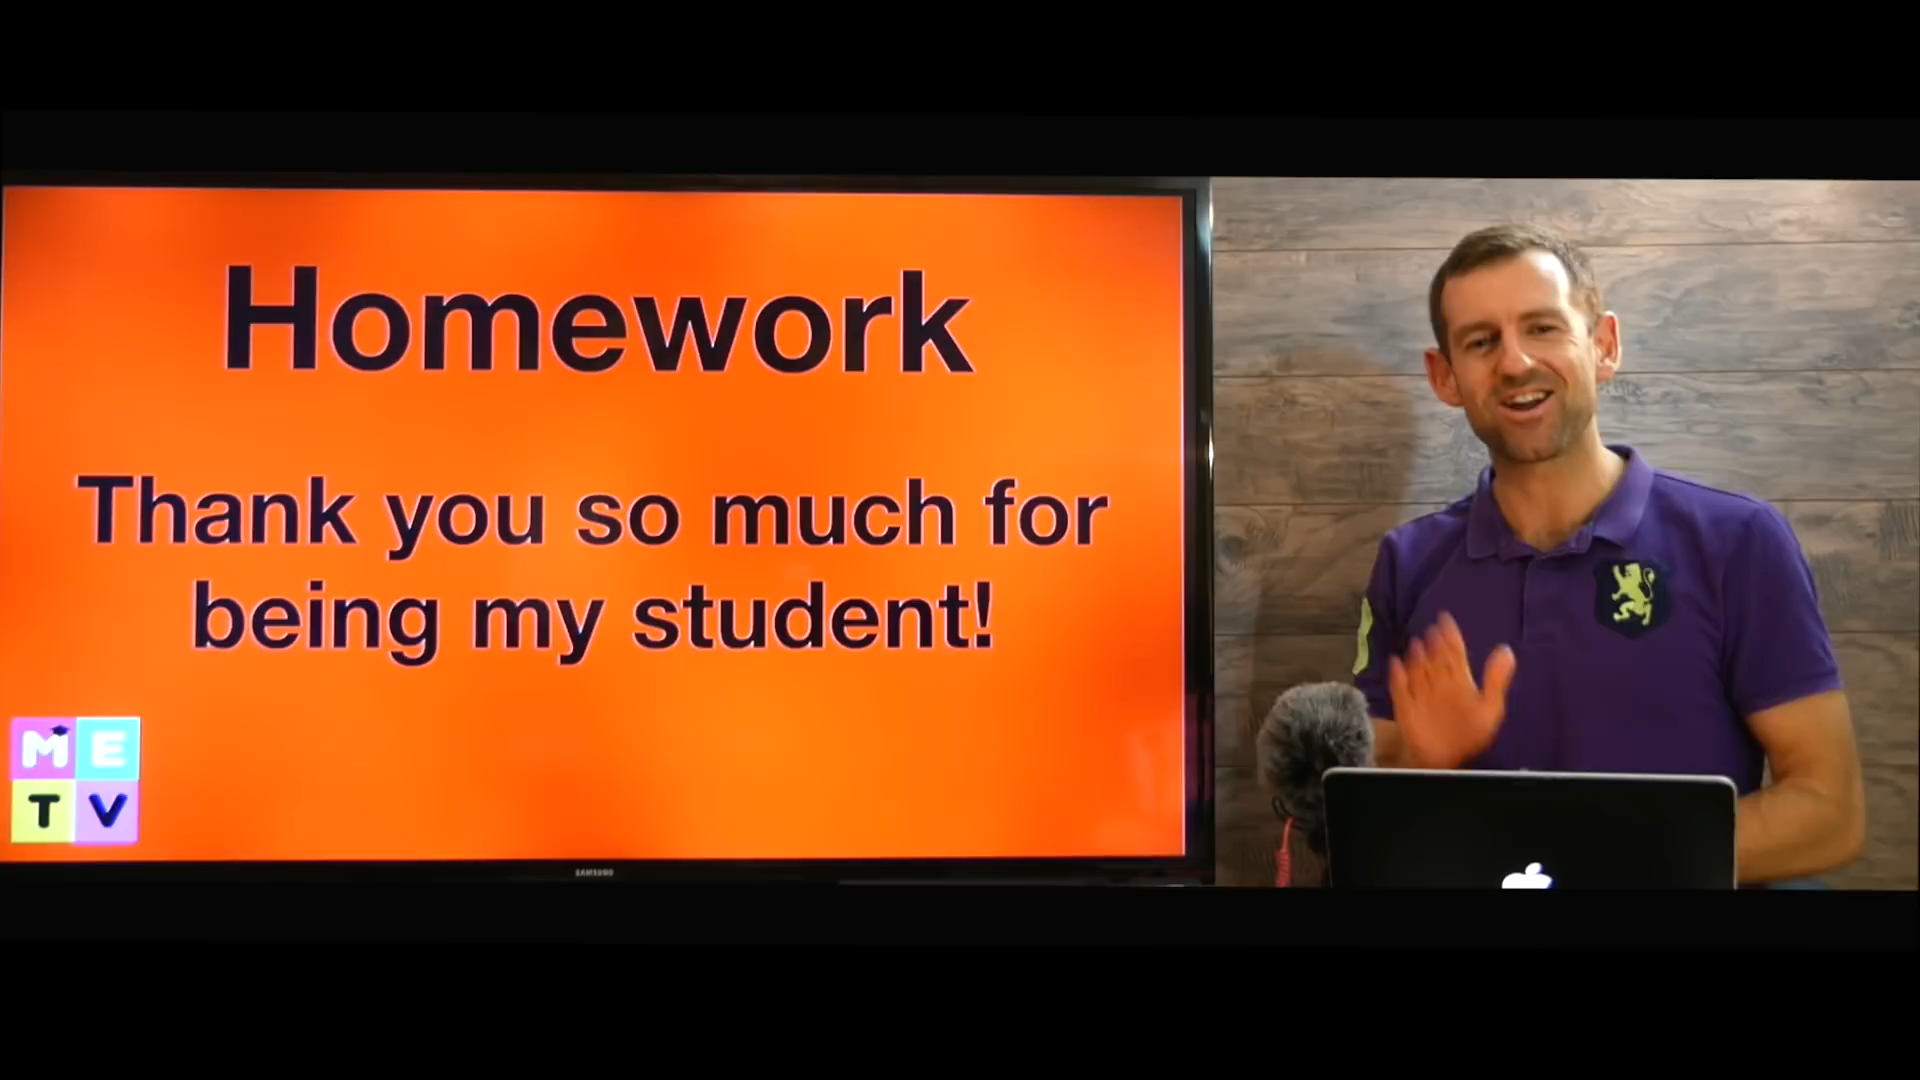 Homework
Thank you so much for
being my student!
M E
T V
SAMSUNG